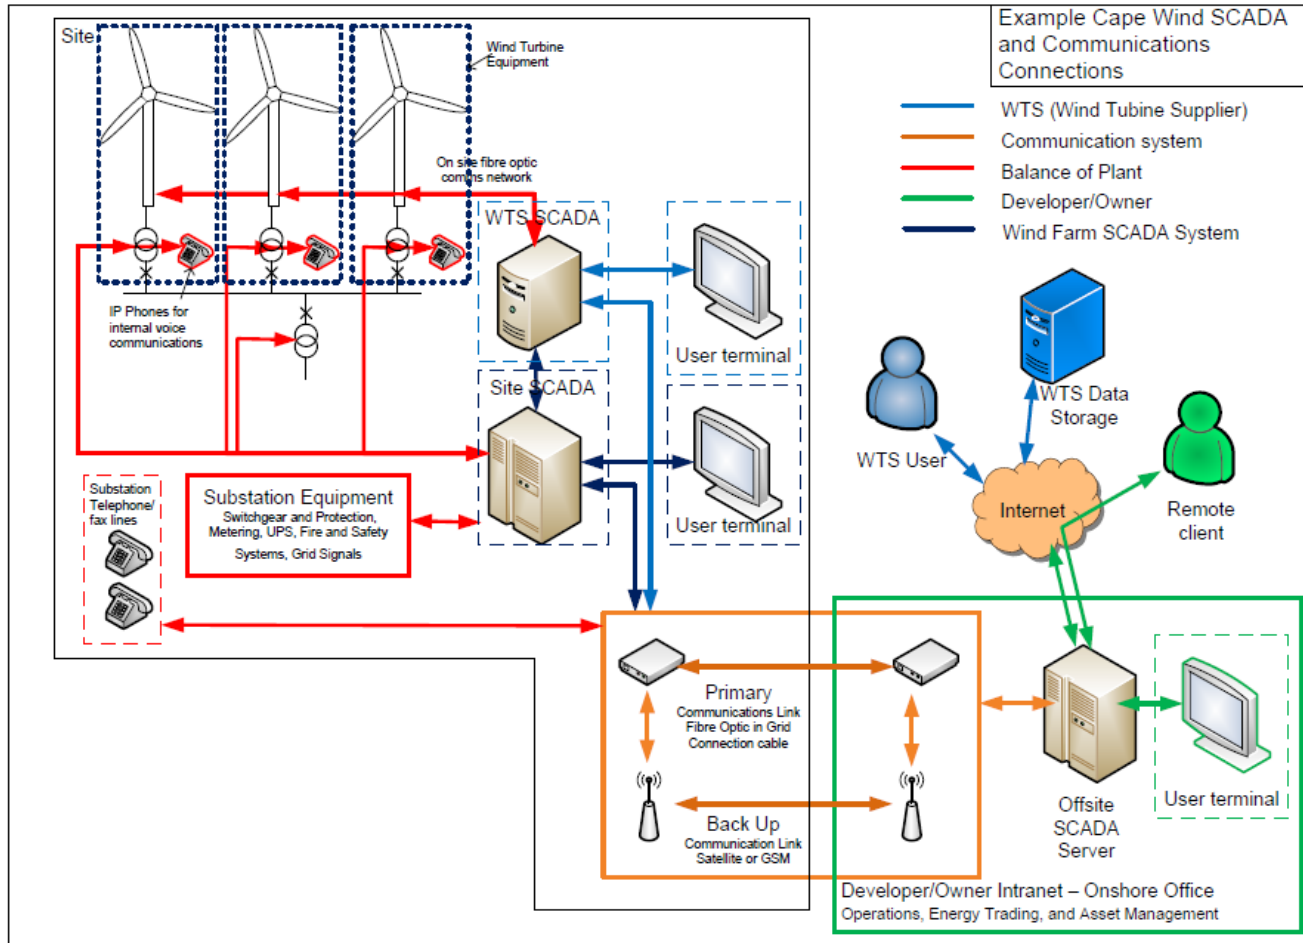 Example Cape Wind SCADA
and Communications
Connections
WTS (Wind Tubine Supplier)
Communication system
Balance of Plant
Developer/Owner
Wind Farm SCADA System
Site
Wind Turbine
Equipment
On site fibre optic
comms network
IP Phones for
internal voice
communications
WTS SCADA
User terminal
Site SCADA
User terminal
Substation
Telephone/
fax lines
Substation Equipment
Switchgear and Protection,
Metering, UPS, Fire and Safety
Systems, Grid Signals
WTS User
WTS Data
Storage
Internet
Remote
client
Primary
Communications Link
Fibre Optic in Grid
Connection cable
Back Up
Communication Link
Satellite or GSM
Offsite
SCADA
Server
User terminal
Developer/Owner Intranet – Onshore Office
Operations, Energy Trading, and Asset Management